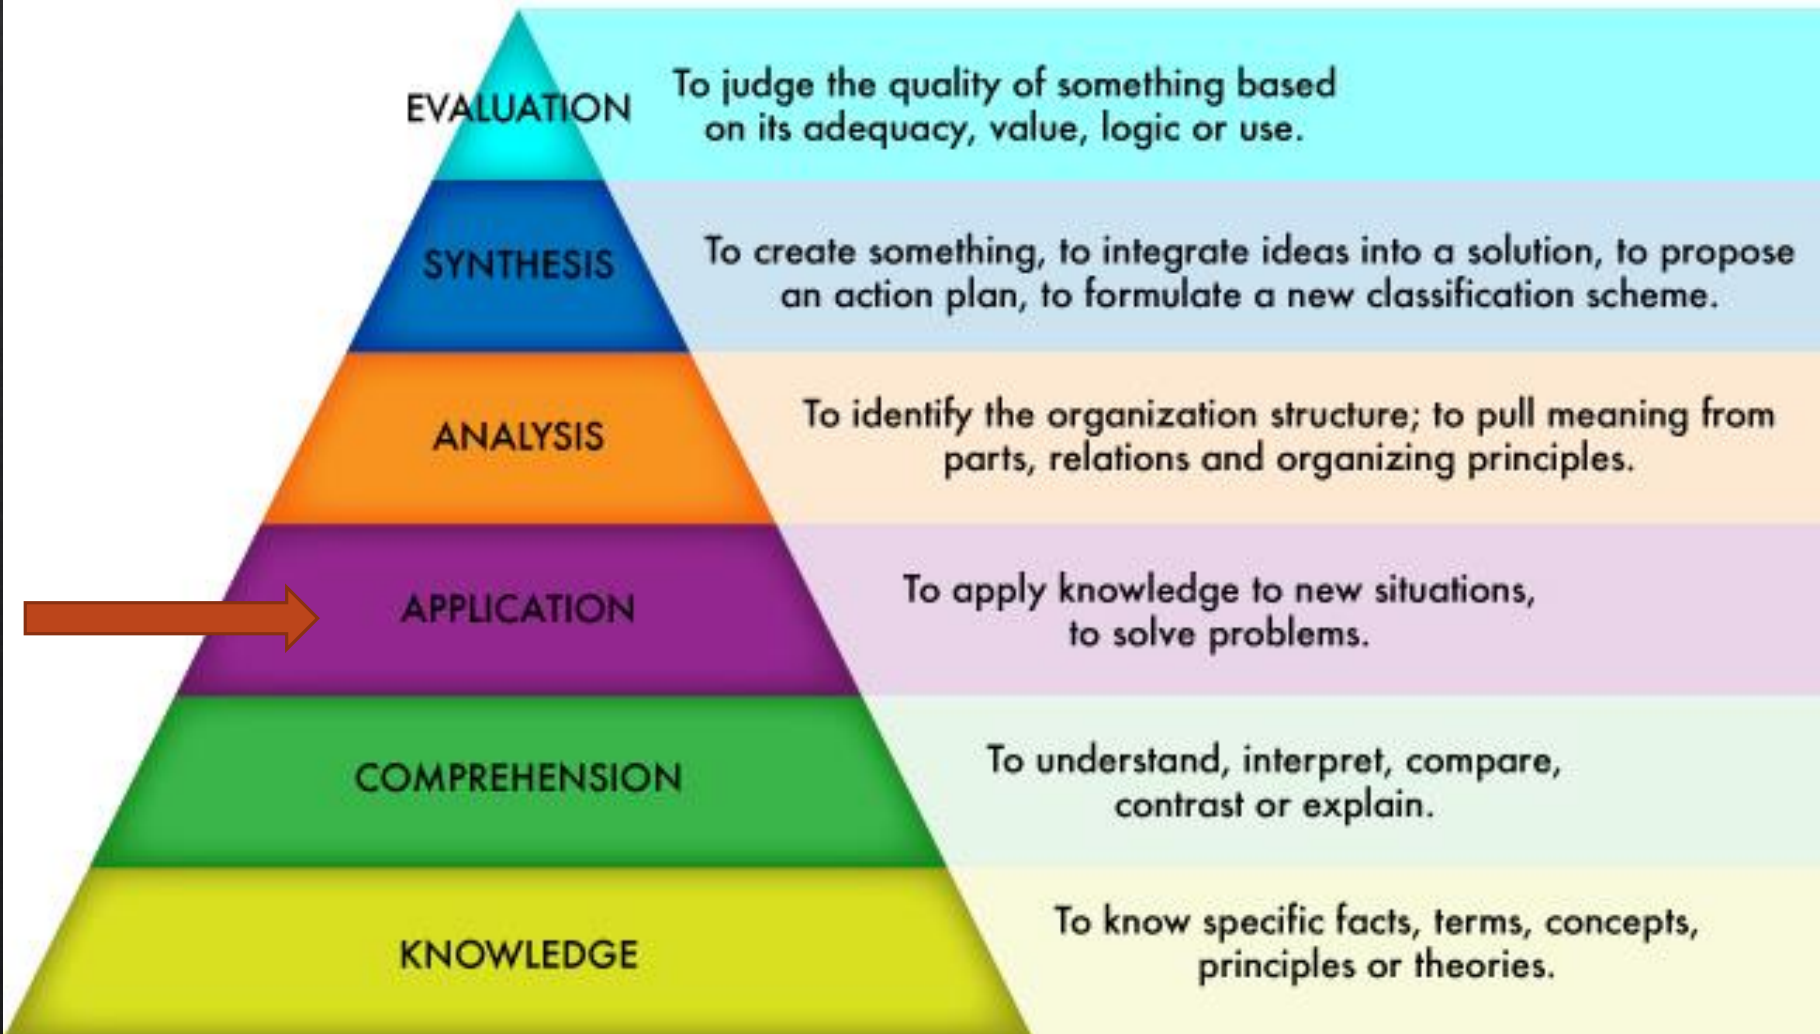 EVALUATION
To judge the quality of something based
on its adequacy, value, logic or use.
SYNTHESIS
To create something, to integrate ideas into a solution, to propose
an action plan, to formulate a new classification scheme.
ANALYSIS
To identify the organization structure; to pull meaning from
parts, relations and organizing principles.
APPLICATION
To apply knowledge to new situations,
to solve problems.
COMPREHENSION
To understand, interpret, compare,
contrast or explain.
KNOWLEDGE
To know specific facts, terms, concepts,
principles or theories.